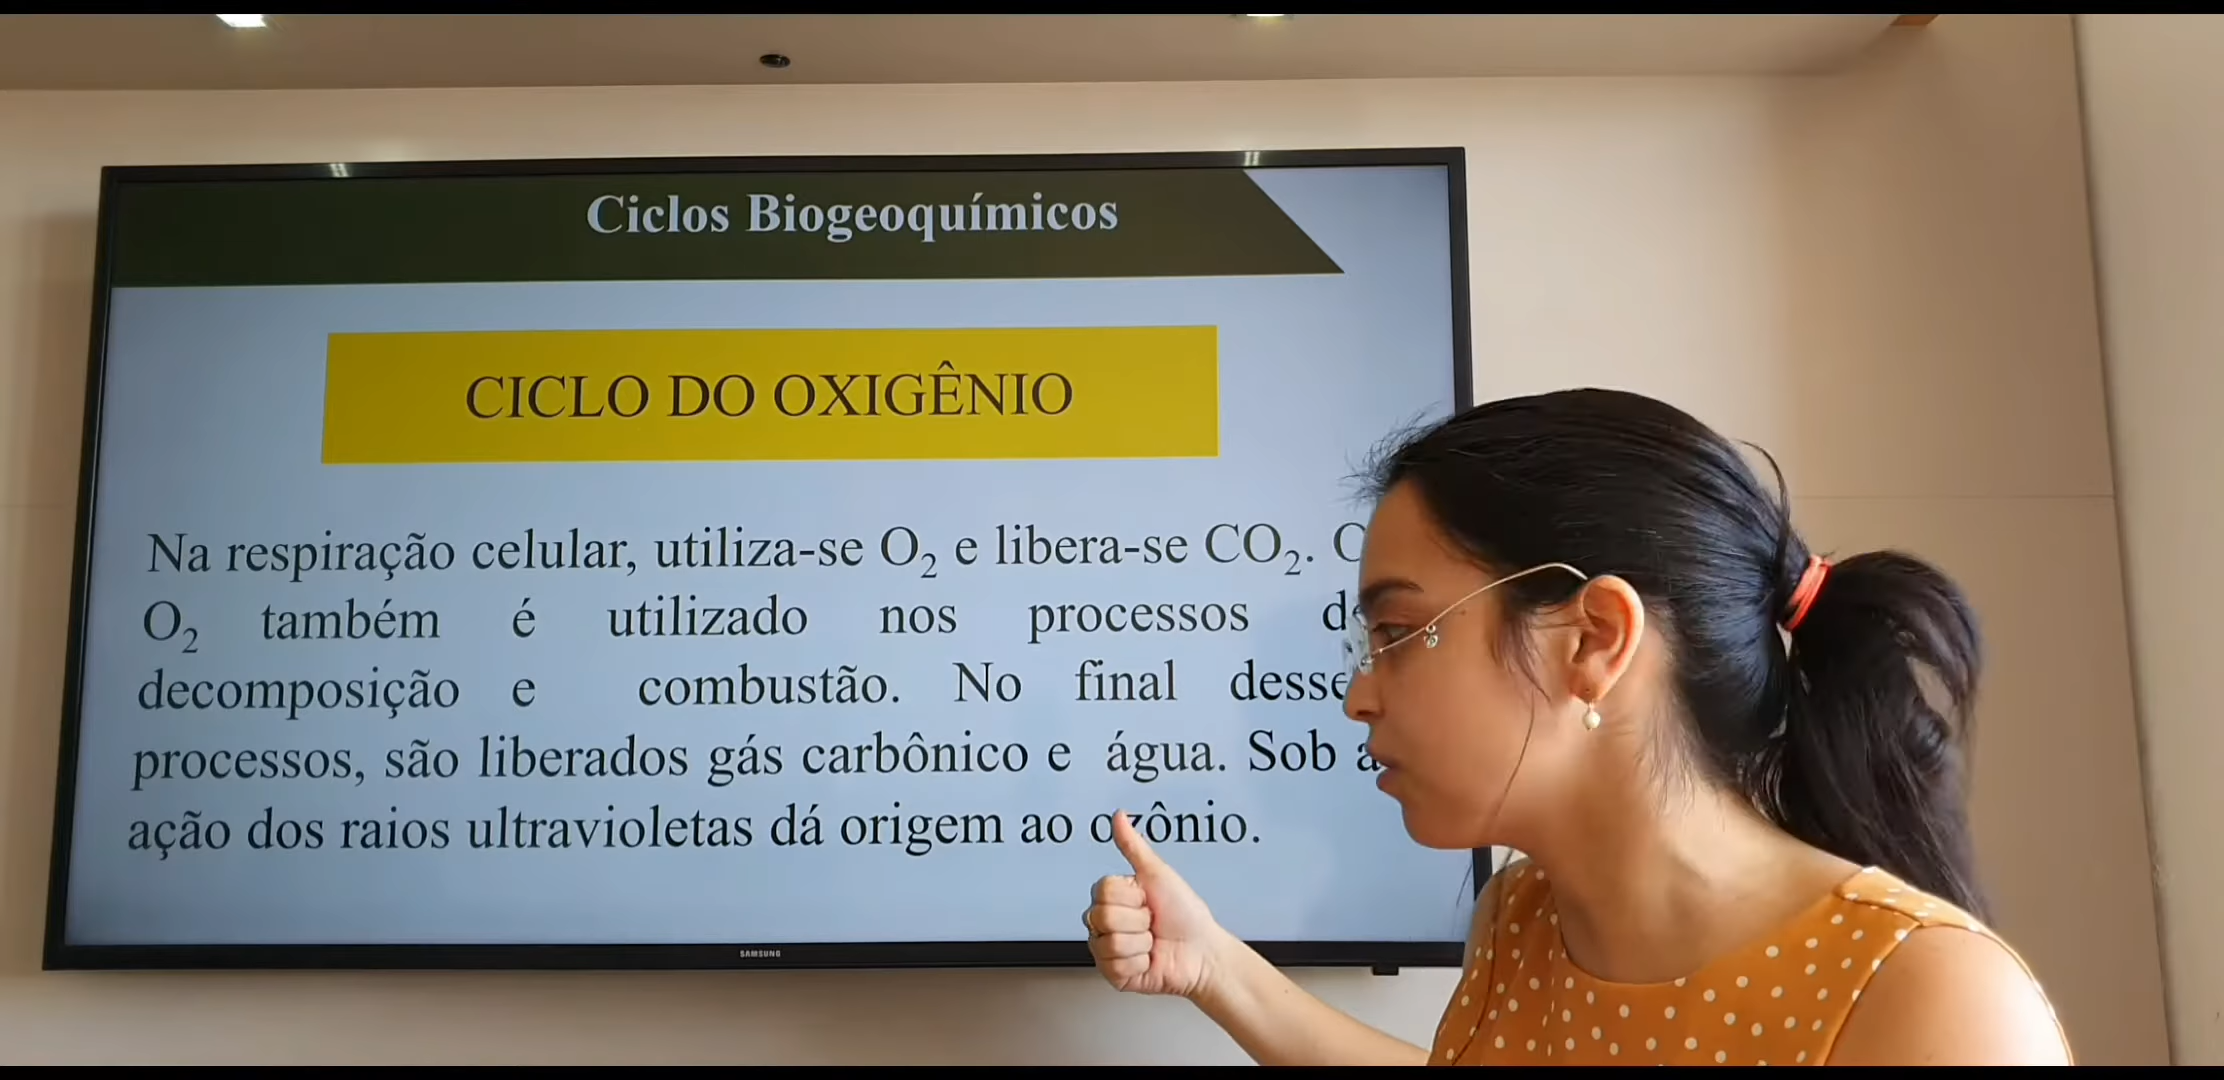 Ciclos Biogeoquímicos
CICLO DO OXIGÊNIO
Na respiração celular, utiliza-se O₂ e libera-se CO₂. O
O₂ também é utilizado nos processos
decomposição e combustão. No final
processos, são liberados gás carbônico e água. Sob a
ação dos raios ultravioletas dá origem ao ozônio.
SAMSUNG